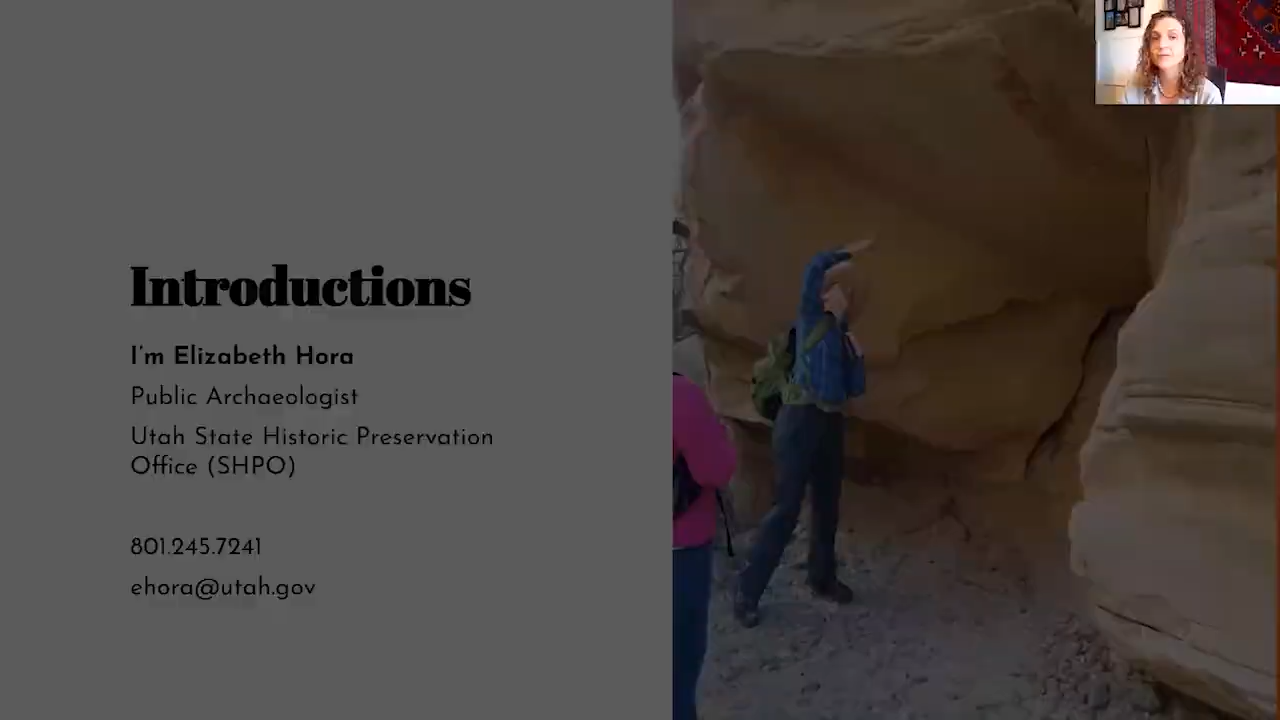 Introductions
I'm Elizabeth Hora
Public Archaeologist
Utah State Historic Preservation
Office (SHPO)
801.245.7241
ehora@utah.gov